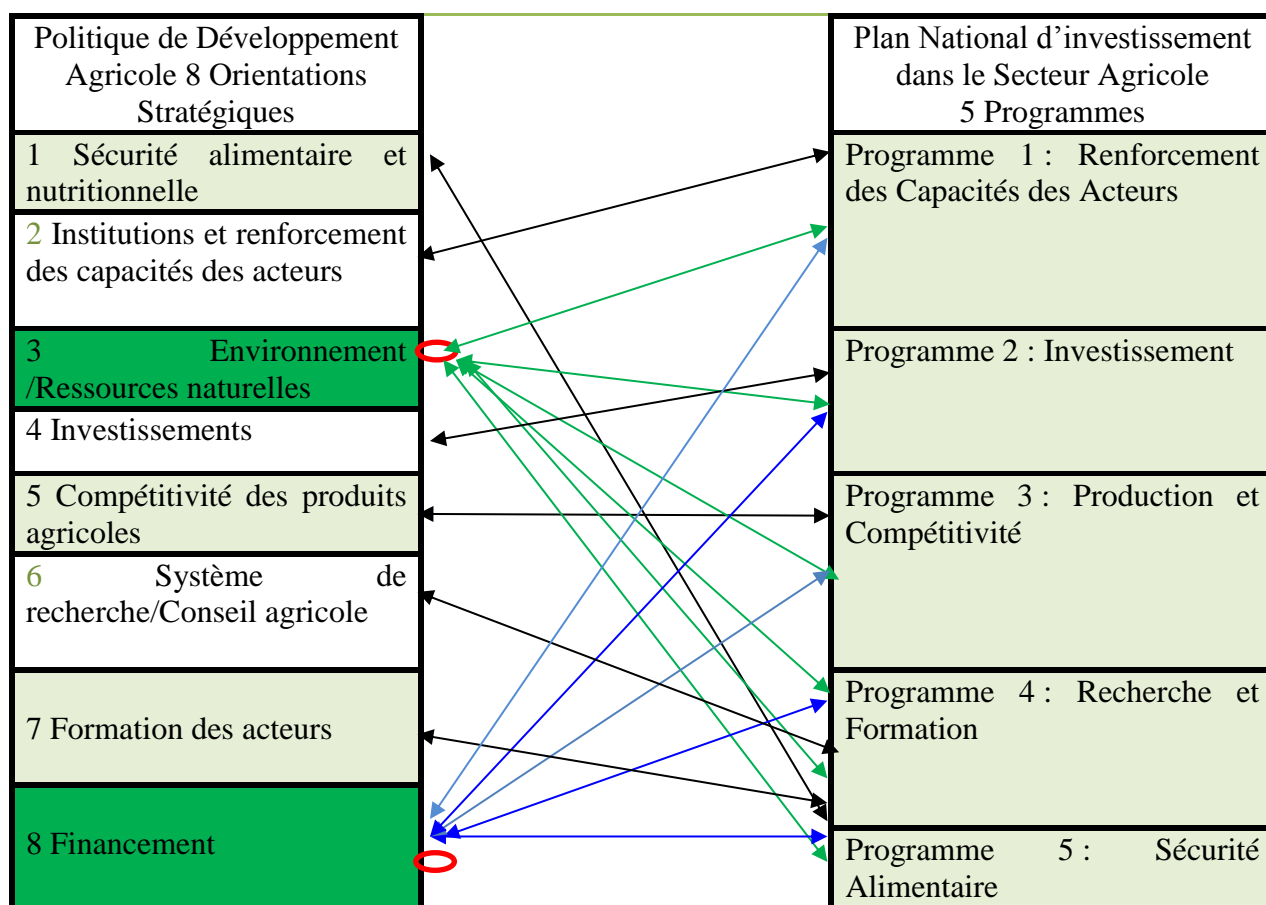 Politique de Développement
Agricole 8 Orientations
Stratégiques
1 Sécurité alimentaire et
nutritionnelle
2 Institutions et renforcement
des capacités des acteurs
3 Environnement
/Ressources naturelles
4 Investissements
5 Compétitivité des produits
agricoles
6 Système de
recherche/Conseil agricole
7 Formation des acteurs
8 Financement
Plan National d’investissement
dans le Secteur Agricole
5 Programmes
Programme 1 : Renforcement
des Capacités des Acteurs
Programme 2 : Investissement
Programme 3 : Production et
Compétitivité
Programme 4 : Recherche et
Formation
Programme 5 : Sécurité
Alimentaire